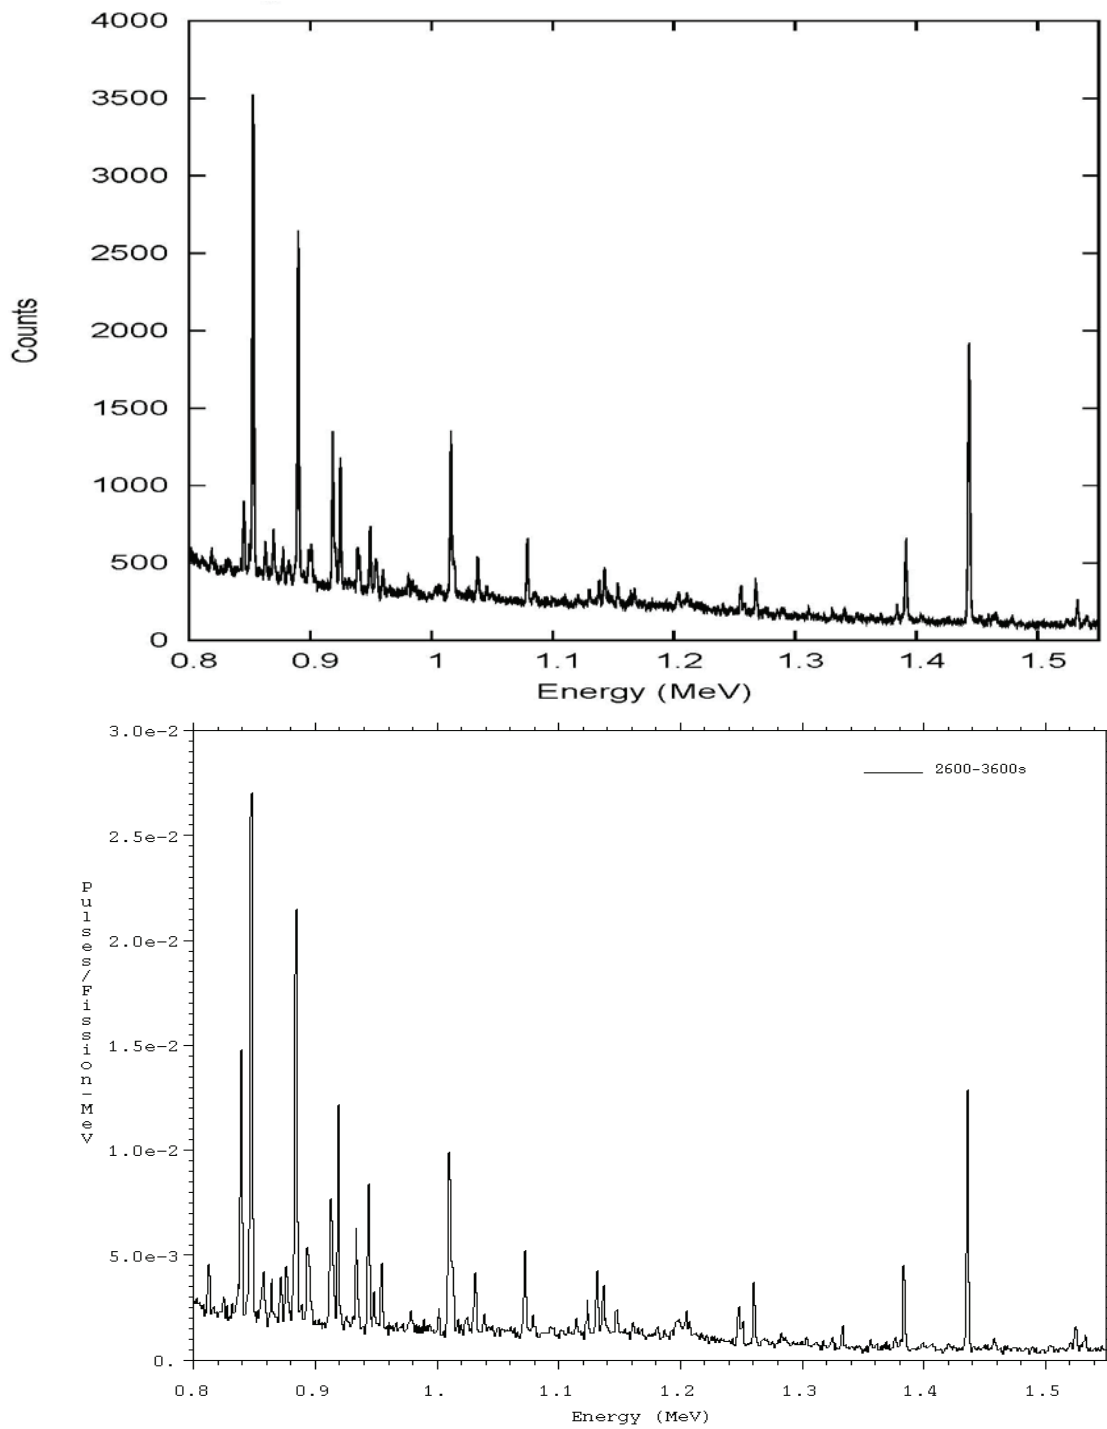 4000
3500
3000
2500
2000
1500
1000
500
0
Counts
0.8 0.9 1 1.1 1.2 1.3 1.4 1.5
Energy (MeV)
3.0e-2
2.5e-2
2.0e-2
1.5e-2
1.0e-2
5.0e-3
0.
2600-3600s
Pulses/Fission-MeV
0.8 0.9 1. 1.1 1.2 1.3 1.4 1.5
Energy (MeV)